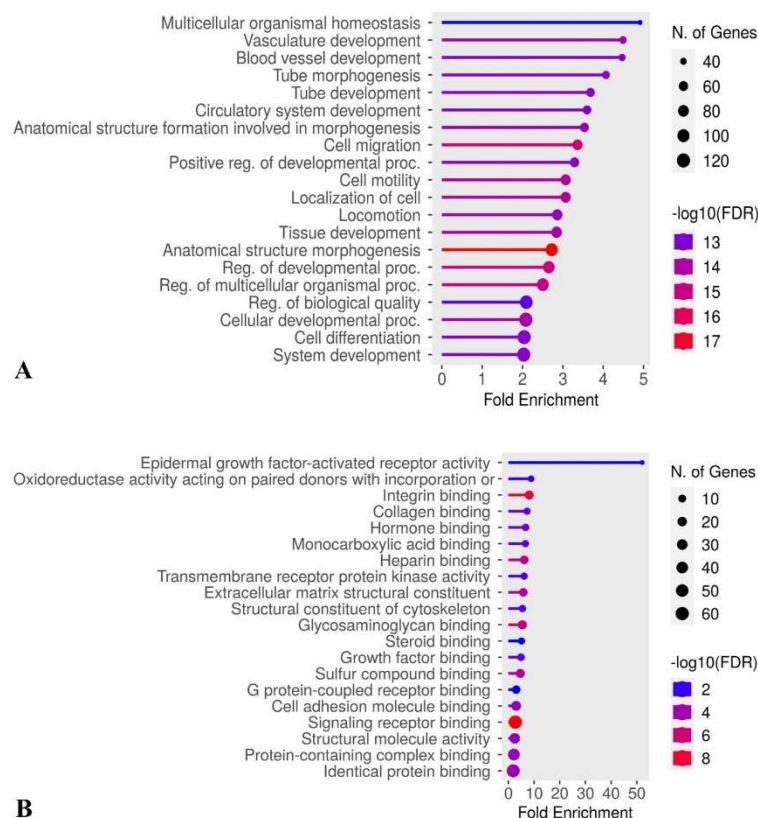 Multicellular organismal homeostasis
Vasculature development
Blood vessel development
Tube morphogenesis
Tube development
Circulatory system development
Anatomical structure formation involved in morphogenesis
Cell migration
Positive reg. of developmental proc.
Cell motility
Localization of cell
Locomotion
Tissue development
Anatomical structure morphogenesis
Reg. of developmental proc.
Reg. of multicellular organismal proc.
Reg. of biological quality
Cellular developmental proc.
Cell differentiation
System development
0 1 2 3 4 5
Fold Enrichment
N. of Genes
40
60
80
100
120
-log10(FDR)
13
14
15
16
17
A
Epidermal growth factor-activated receptor activity
Oxidoreductase activity acting on paired donors with incorporation or
Integrin binding
Collagen binding
Hormone binding
Monocarboxylic acid binding
Heparin binding
Transmembrane receptor protein kinase activity
Extracellular matrix structural constituent
Structural constituent of cytoskeleton
Glycosaminoglycan binding
Steroid binding
Growth factor binding
Sulfur compound binding
G protein-coupled receptor binding
Cell adhesion molecule binding
Signaling receptor binding
Structural molecule activity
Protein-containing complex binding
Identical protein binding
0 10 20 30 40 50
Fold Enrichment
N. of Genes
10
20
30
40
50
60
-log10(FDR)
2
4
6
8
B